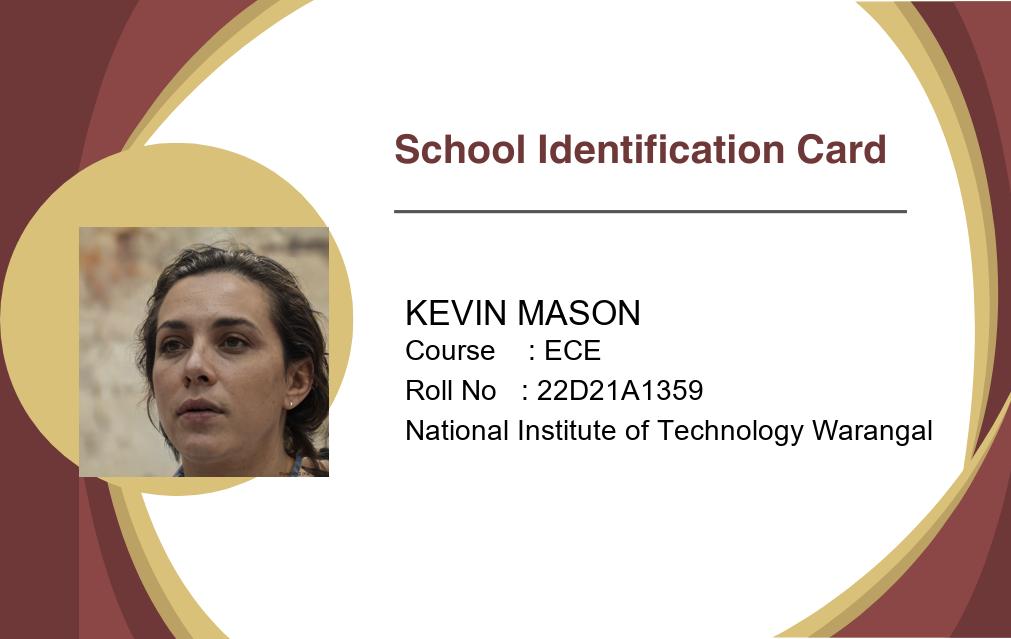 School Identification Card
KEVIN MASON
Course : ECE
Roll No : 22D21A1359
National Institute of Technology Warangal